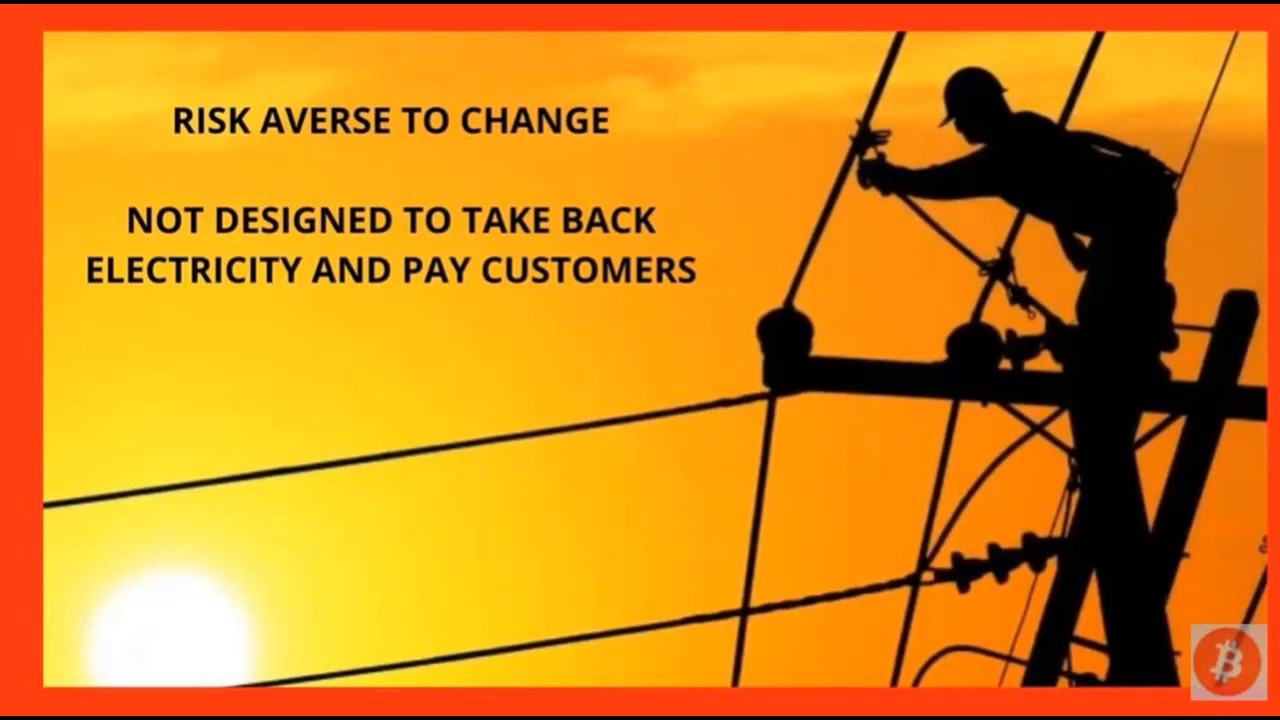 RISK AVERSE TO CHANGE
NOT DESIGNED TO TAKE BACK
ELECTRICITY AND PAY CUSTOMERS